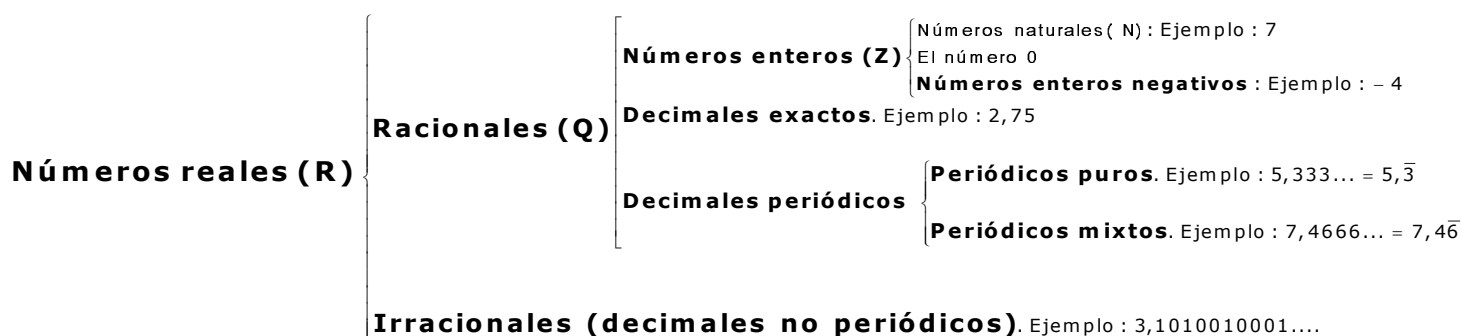 Números naturales( N) : Ejemplo : 7
Números enteros (Z)
El número 0
Números enteros negativos : Ejemplo : – 4
Decimales exactos. Ejemplo : 2,75
Racionales (Q)
Números reales (R)
Periódicos puros. Ejemplo : 5,333... = 5,3̅
Decimales periódicos
Periódicos mixtos. Ejemplo : 7,4666... = 7,46̅
Irracionales (decimales no periódicos). Ejemplo : 3,1010010001....